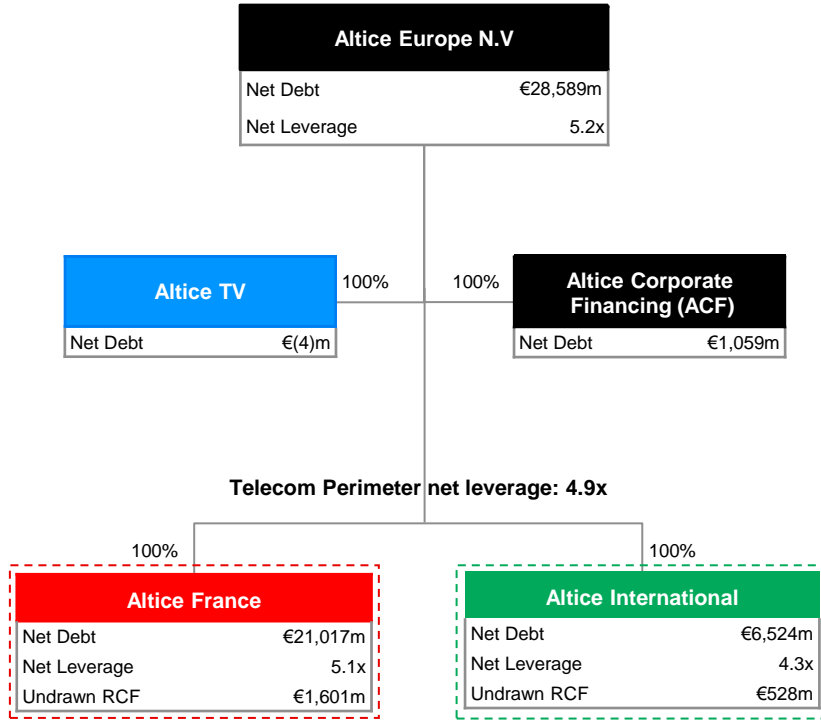 Altice Europe N.V
Net Debt €28,589m
Net Leverage 5.2x
Altice TV
Net Debt €(4)m
100%
100%
Altice Corporate
Financing (ACF)
Net Debt €1,059m
Telecom Perimeter net leverage: 4.9x
100%
100%
Altice France
Net Debt €21,017m
Net Leverage 5.1x
Undrawn RCF €1,601m
Altice International
Net Debt €6,524m
Net Leverage 4.3x
Undrawn RCF €528m